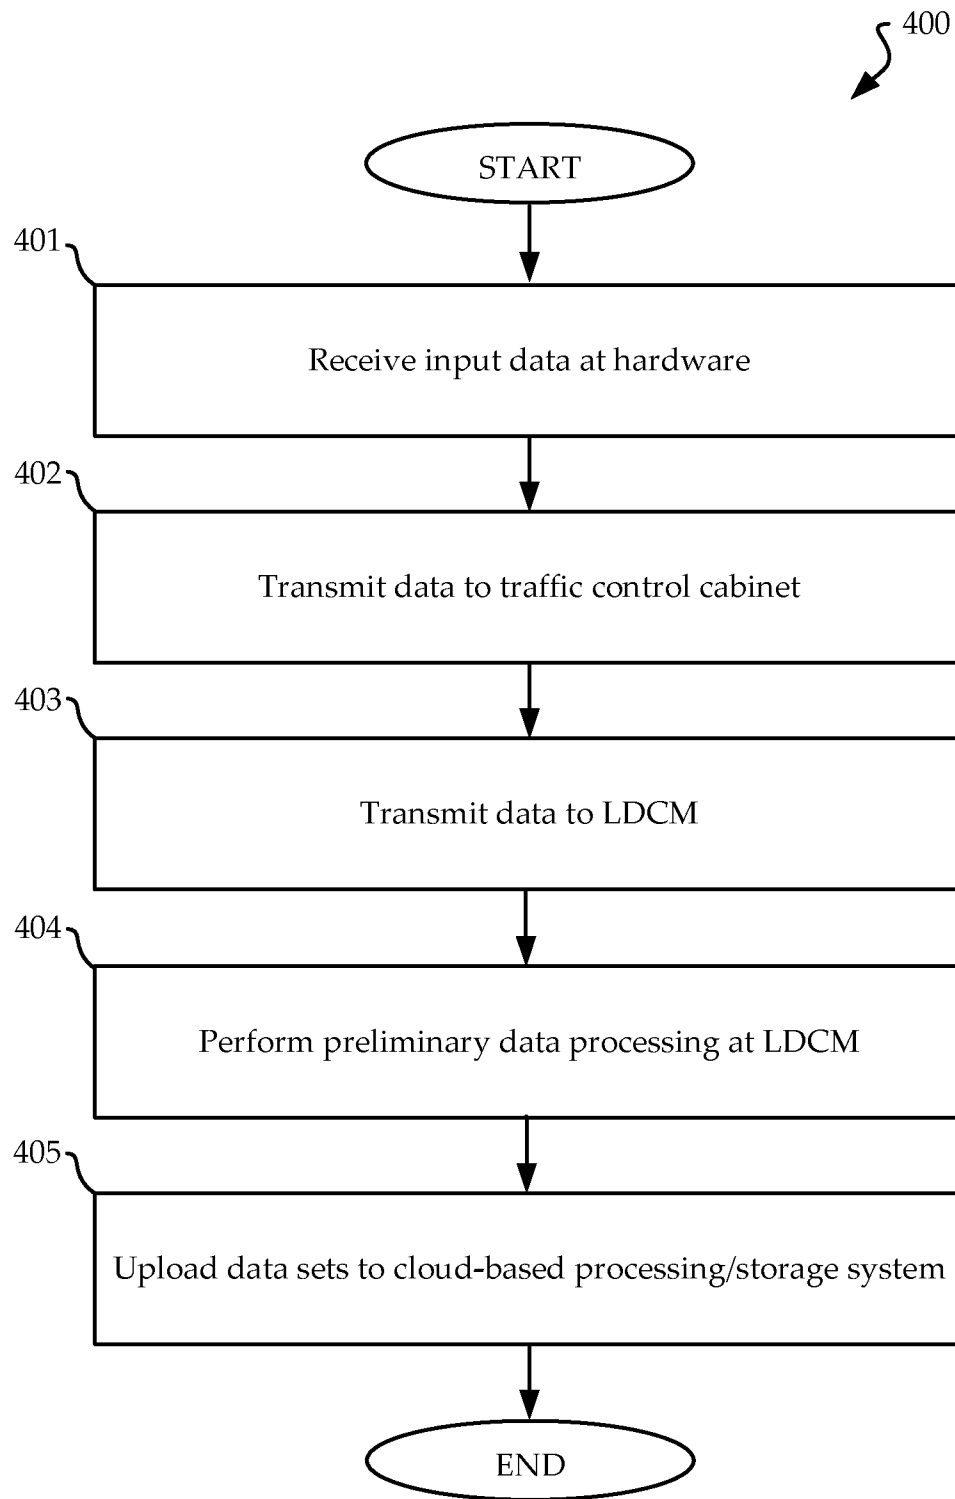 400
START
401
Receive input data at hardware
402
Transmit data to traffic control cabinet
403
Transmit data to LDCM
404
Perform preliminary data processing at LDCM
405
Upload data sets to cloud-based processing/storage system
END